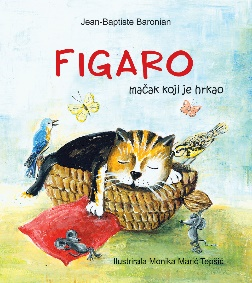 Jean-Baptiste Baronian
FIGARO
mačak koji je hrkao
Ilustrirala Monika Marić Tepšić